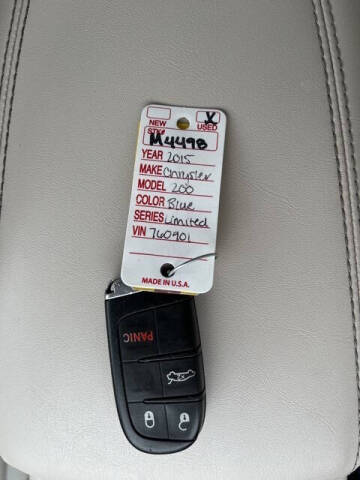 X
NEW USED
STK# M4498
YEAR 2015
MAKE Chrysler
MODEL 200
COLOR Blue
SERIES Limited
VIN 760901
MADE IN U.S.A.
PANIC